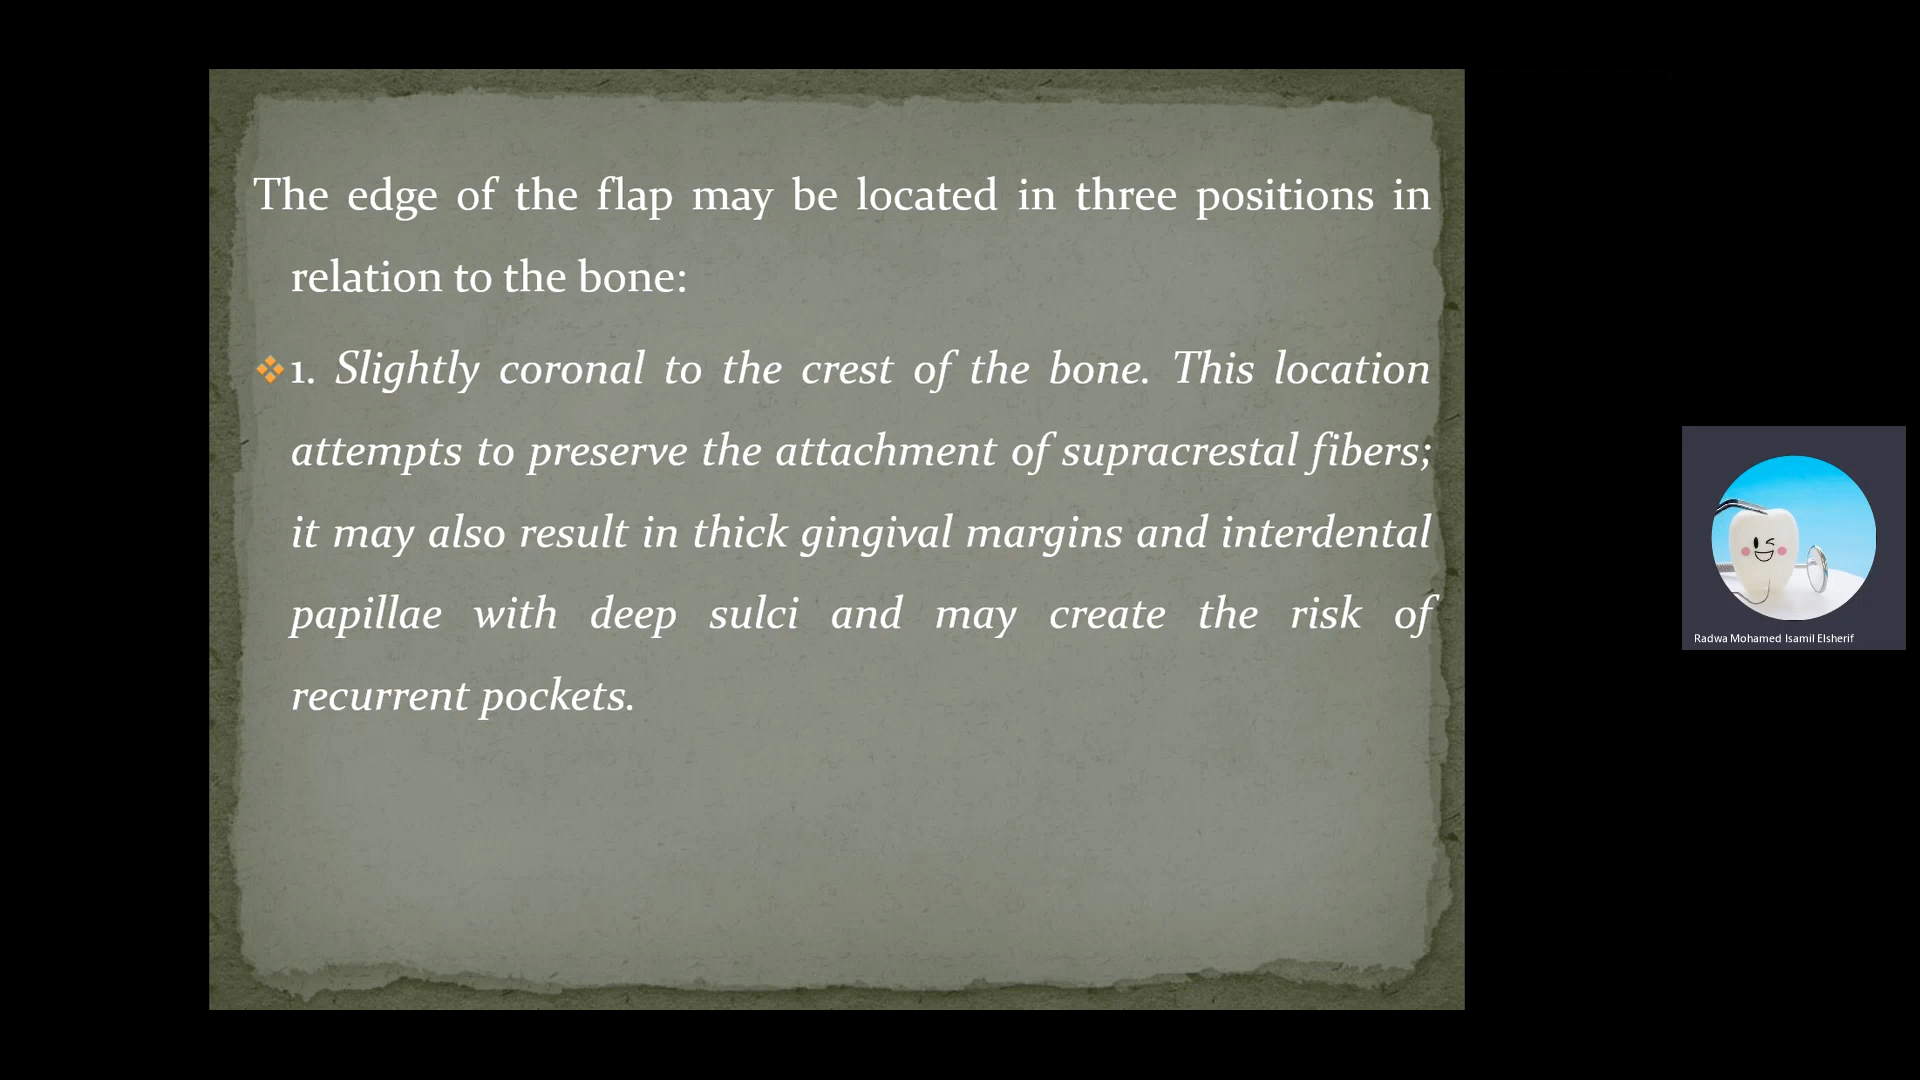 The edge of the flap may be located in three positions in
relation to the bone:
❖1. Slightly coronal to the crest of the bone. This location
attempts to preserve the attachment of supracrestal fibers;
it may also result in thick gingival margins and interdental
papillae with deep sulci and may create the risk of
recurrent pockets.
Radwa Mohamed Isamil Elsherif